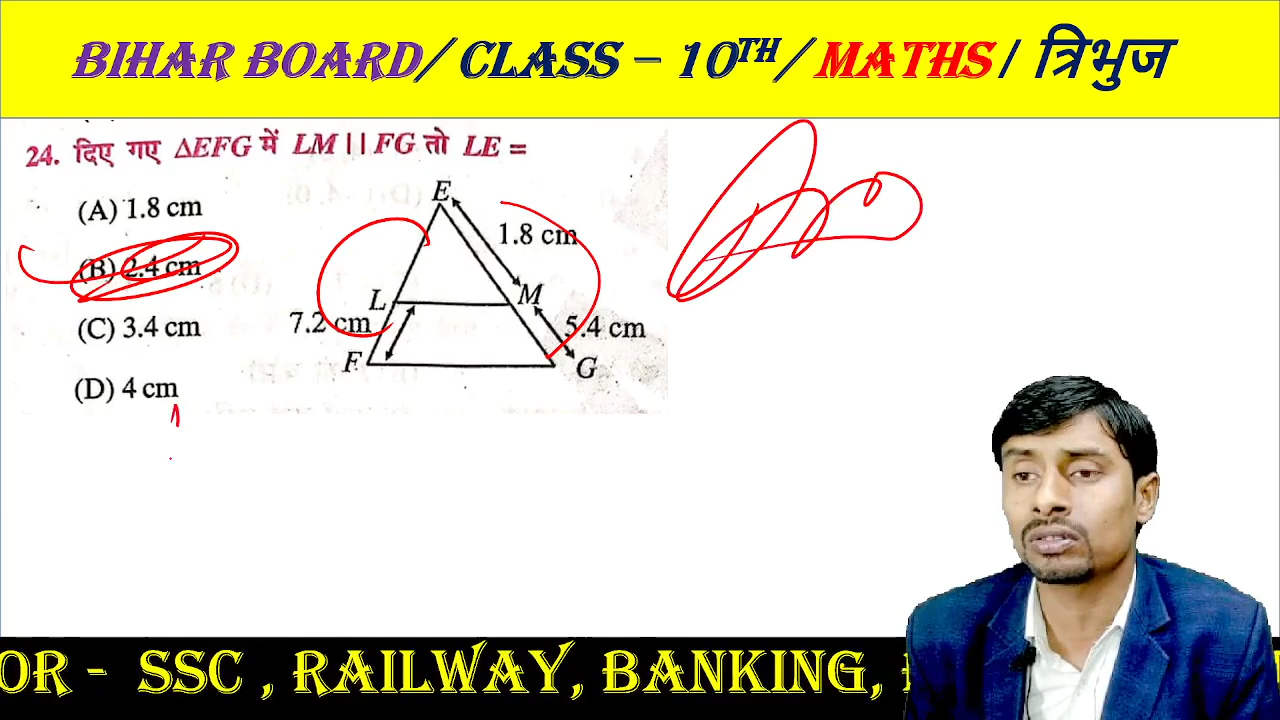 BIHAR BOARD/ CLASS – 10TH/ MATHS/ त्रिभुज
24. दिए गए ΔEFG में LM || FG तो LE =
(A) 1.8 cm
(B) 2.4 cm
(C) 3.4 cm
(D) 4 cm
E
1.8 cm
L
M
7.2 cm
5.4 cm
F
G
OR - SSC , RAILWAY, BANKING,